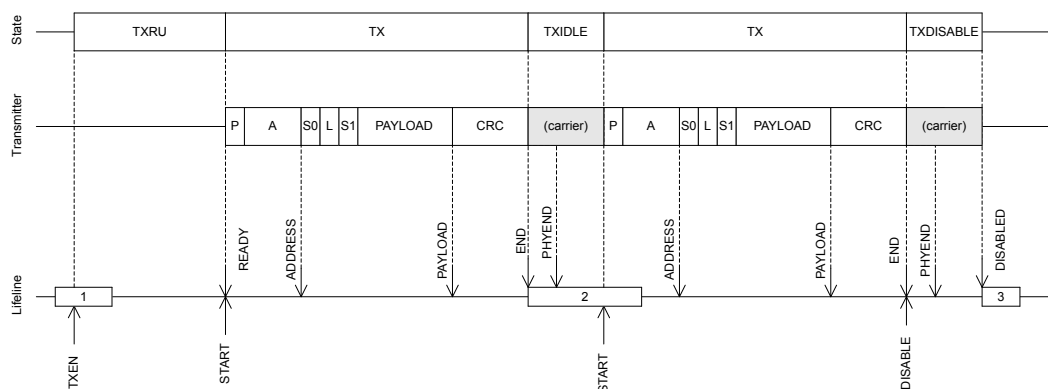 State
TXRU
TX
TXIDLE
TX
TXDISABLE
Transmitter
P
A
S0
L
S1
PAYLOAD
CRC
(carrier)
P
A
S0
L
S1
PAYLOAD
CRC
(carrier)
READY
ADDRESS
PAYLOAD
END
PHYEND
ADDRESS
PAYLOAD
END
PHYEND
DISABLED
Lifeline
1
2
3
TXEN
START
START
DISABLE